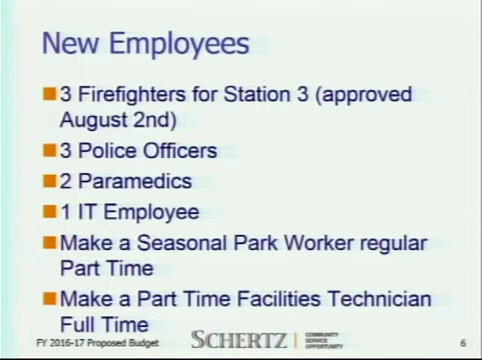 New Employees
3 Firefighters for Station 3 (approved
August 2nd)
3 Police Officers
2 Paramedics
1 IT Employee
Make a Seasonal Park Worker regular
Part Time
Make a Part Time Facilities Technician
Full Time
FY 2016-17 Proposed Budget
SCHERTZ
COMMUNITY
SERVICE
OPPORTUNITY
6